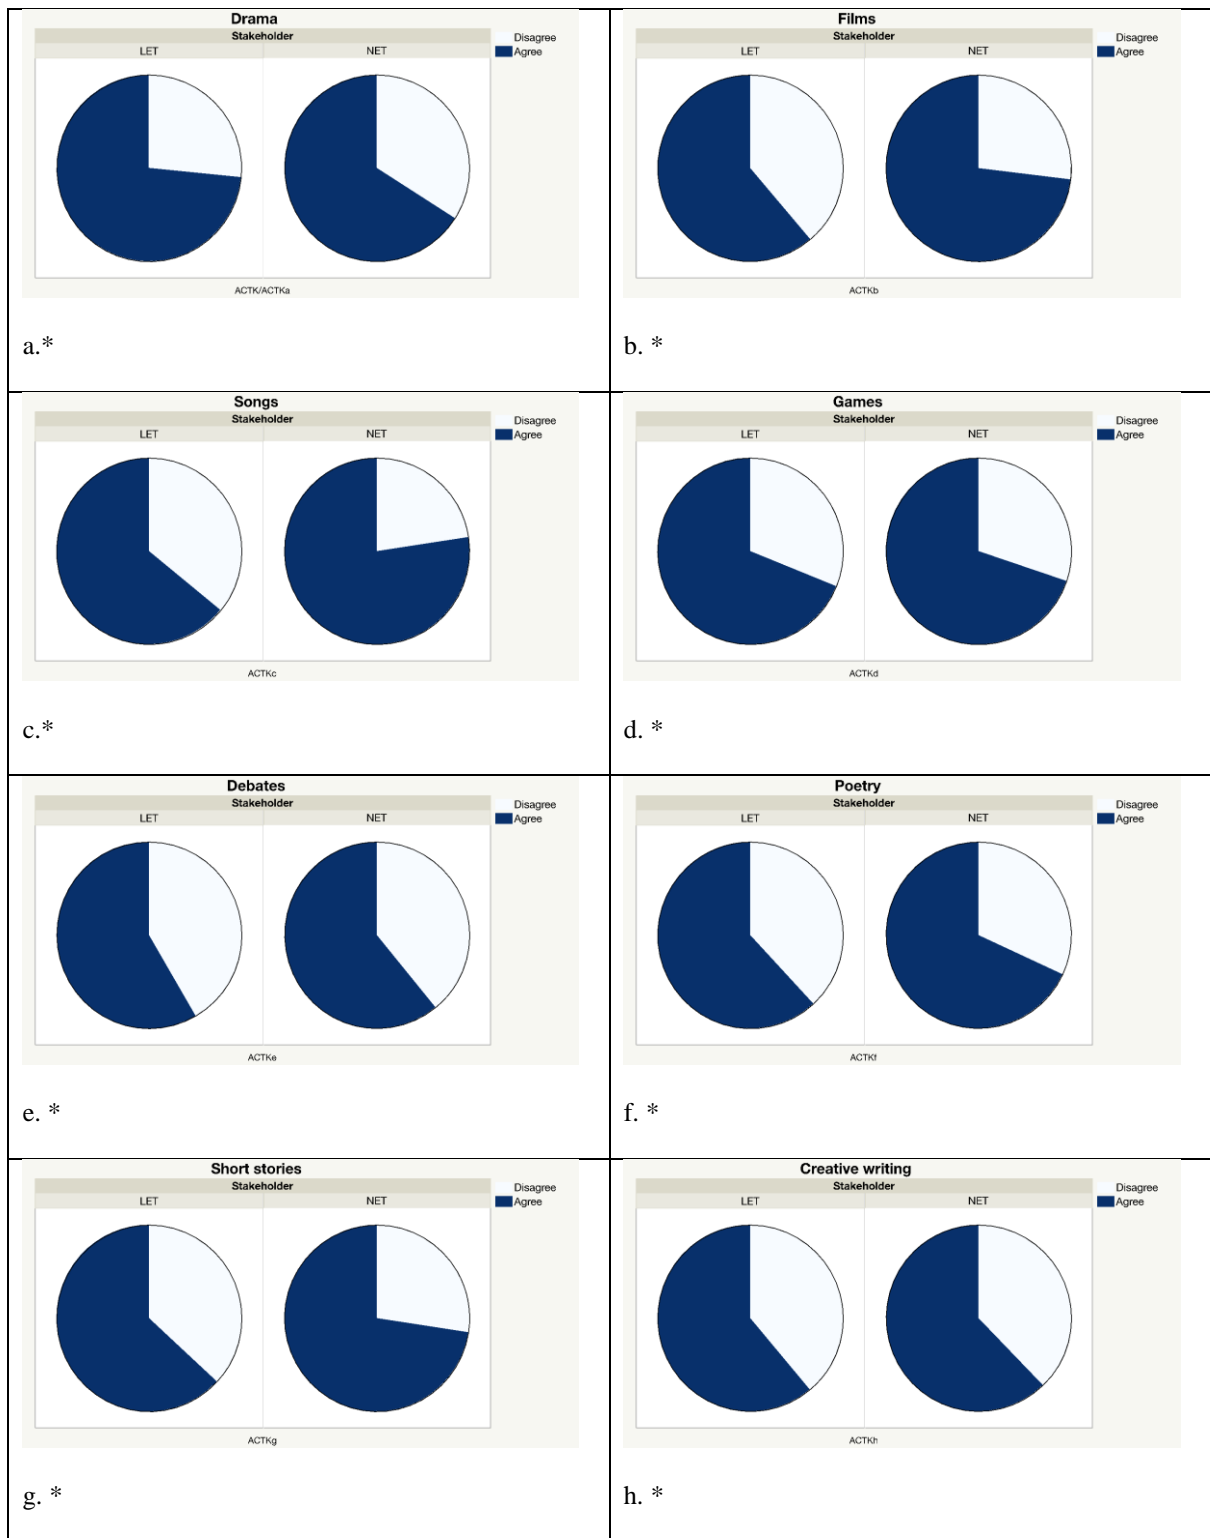 Drama
Stakeholder
LET NET
Disagree
Agree
ACTK/ACTKa
a.*
Films
Stakeholder
LET NET
Disagree
Agree
ACTKb
b. *
Songs
Stakeholder
LET NET
Disagree
Agree
ACTKc
c.*
Games
Stakeholder
LET NET
Disagree
Agree
ACTKd
d. *
Debates
Stakeholder
LET NET
Disagree
Agree
ACTKe
e. *
Poetry
Stakeholder
LET NET
Disagree
Agree
ACTKf
f. *
Short stories
Stakeholder
LET NET
Disagree
Agree
ACTKg
g. *
Creative writing
Stakeholder
LET NET
Disagree
Agree
ACTKh
h. *